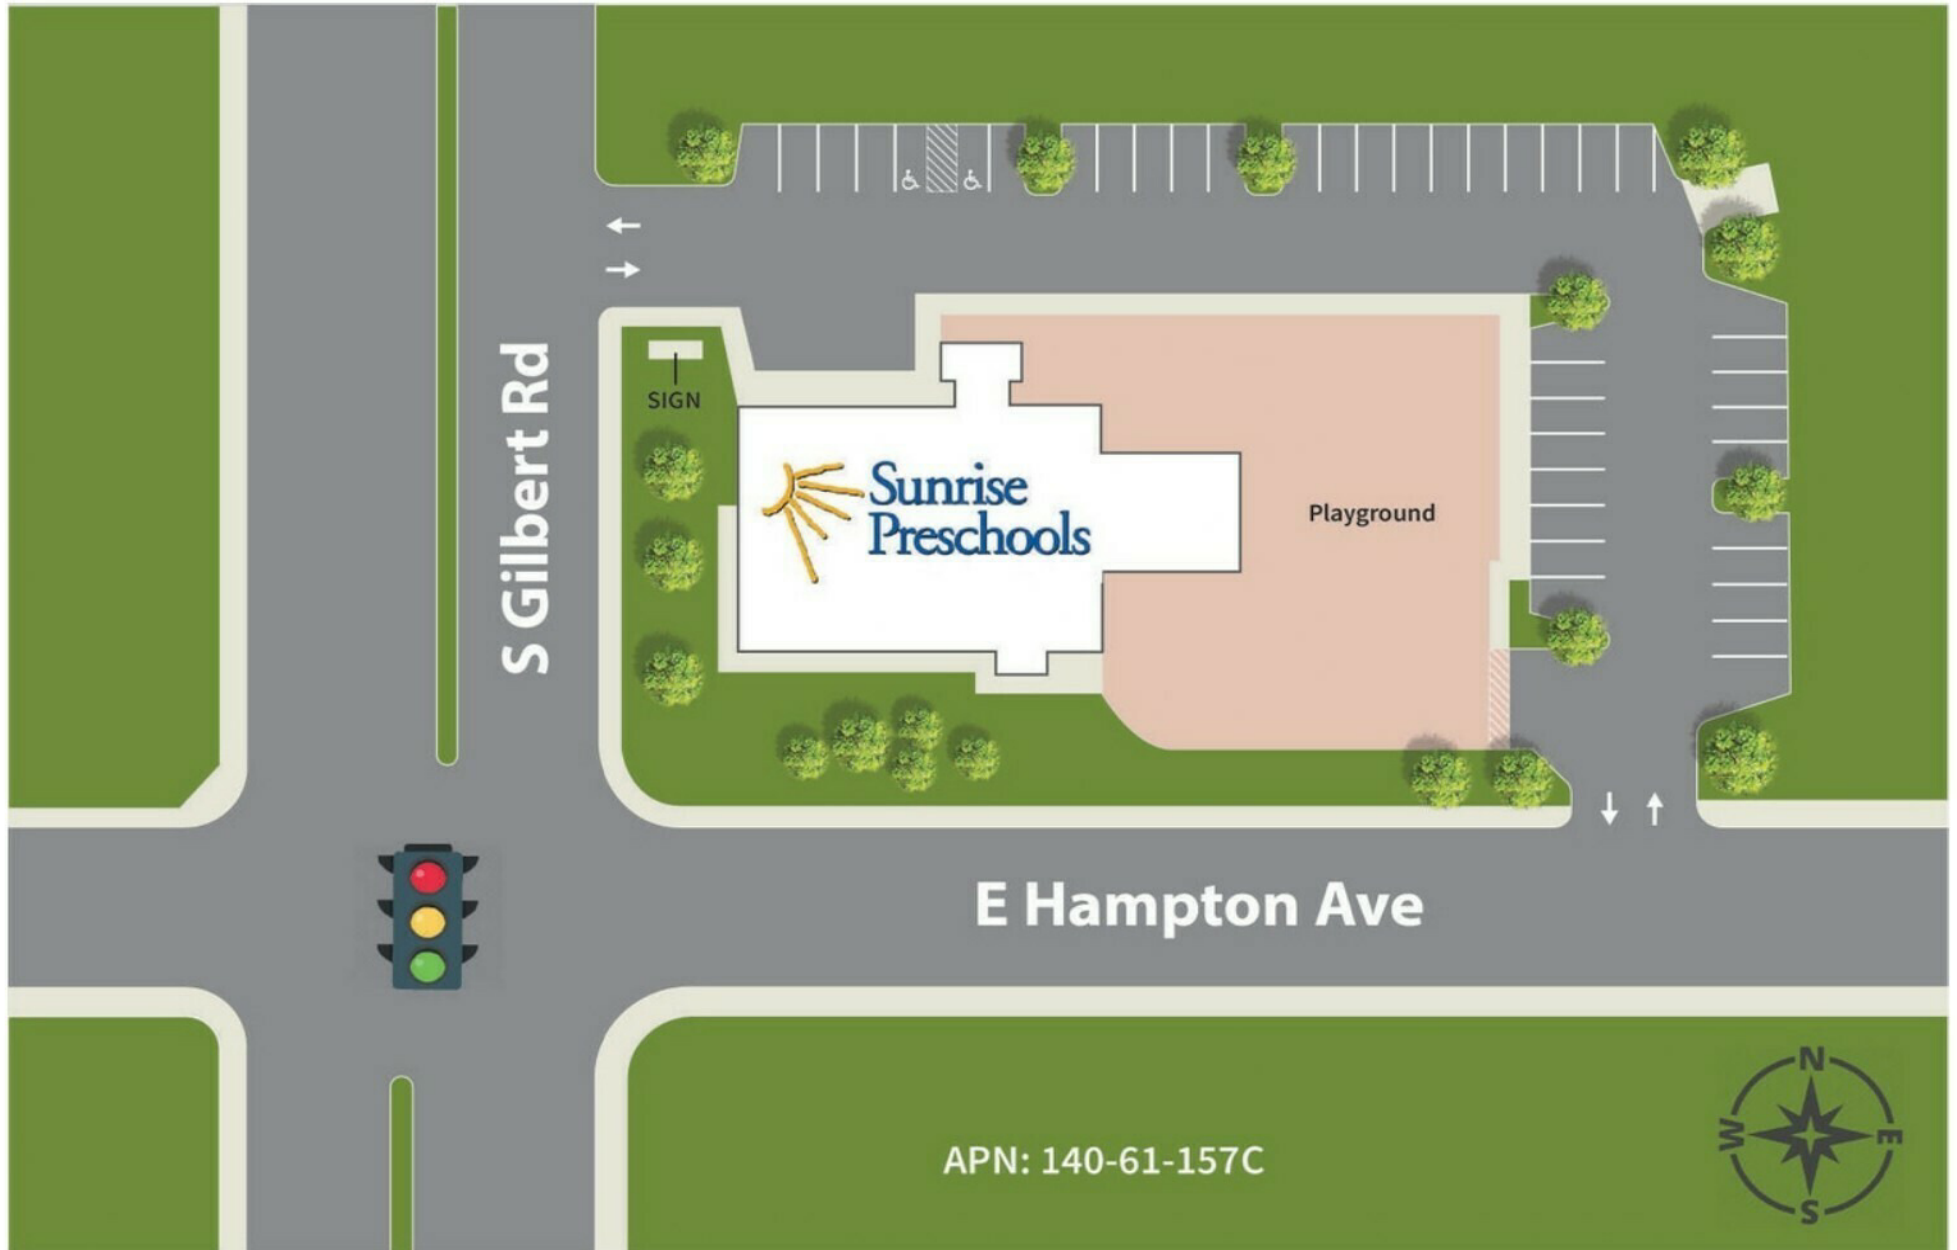 S Gilbert Rd
SIGN
Sunrise
Preschools
Playground
E Hampton Ave
APN: 140-61-157C
N
W
E
S